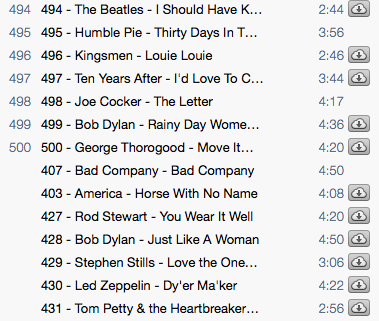 494 494 - The Beatles - I Should Have K... 2:44
495 495 - Humble Pie - Thirty Days In T... 3:56
496 496 - Kingsmen - Louie Louie 2:46
497 497 - Ten Years After - I'd Love To C... 3:44
498 498 - Joe Cocker - The Letter 4:17
499 499 - Bob Dylan - Rainy Day Wome... 4:36
500 500 - George Thorogood - Move It... 4:20
407 - Bad Company - Bad Company 4:50
403 - America - Horse With No Name 4:08
427 - Rod Stewart - You Wear It Well 4:20
428 - Bob Dylan - Just Like A Woman 4:50
429 - Stephen Stills - Love the One... 3:06
430 - Led Zeppelin - Dy'er Ma'ker 4:22
431 - Tom Petty & the Heartbreaker... 2:56